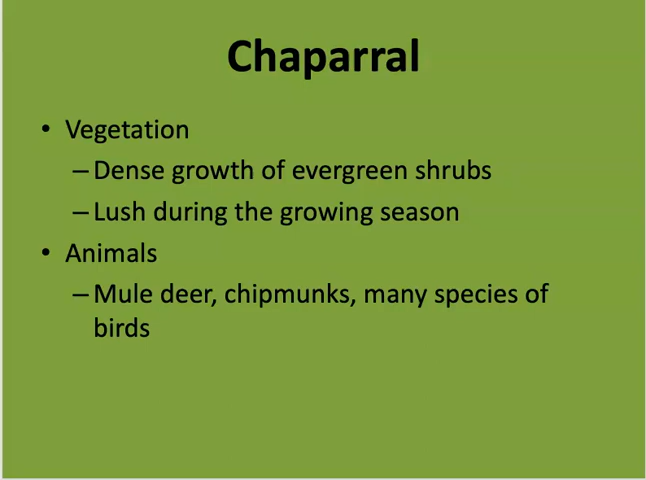 Chaparral
• Vegetation
– Dense growth of evergreen shrubs
– Lush during the growing season
• Animals
– Mule deer, chipmunks, many species of
birds